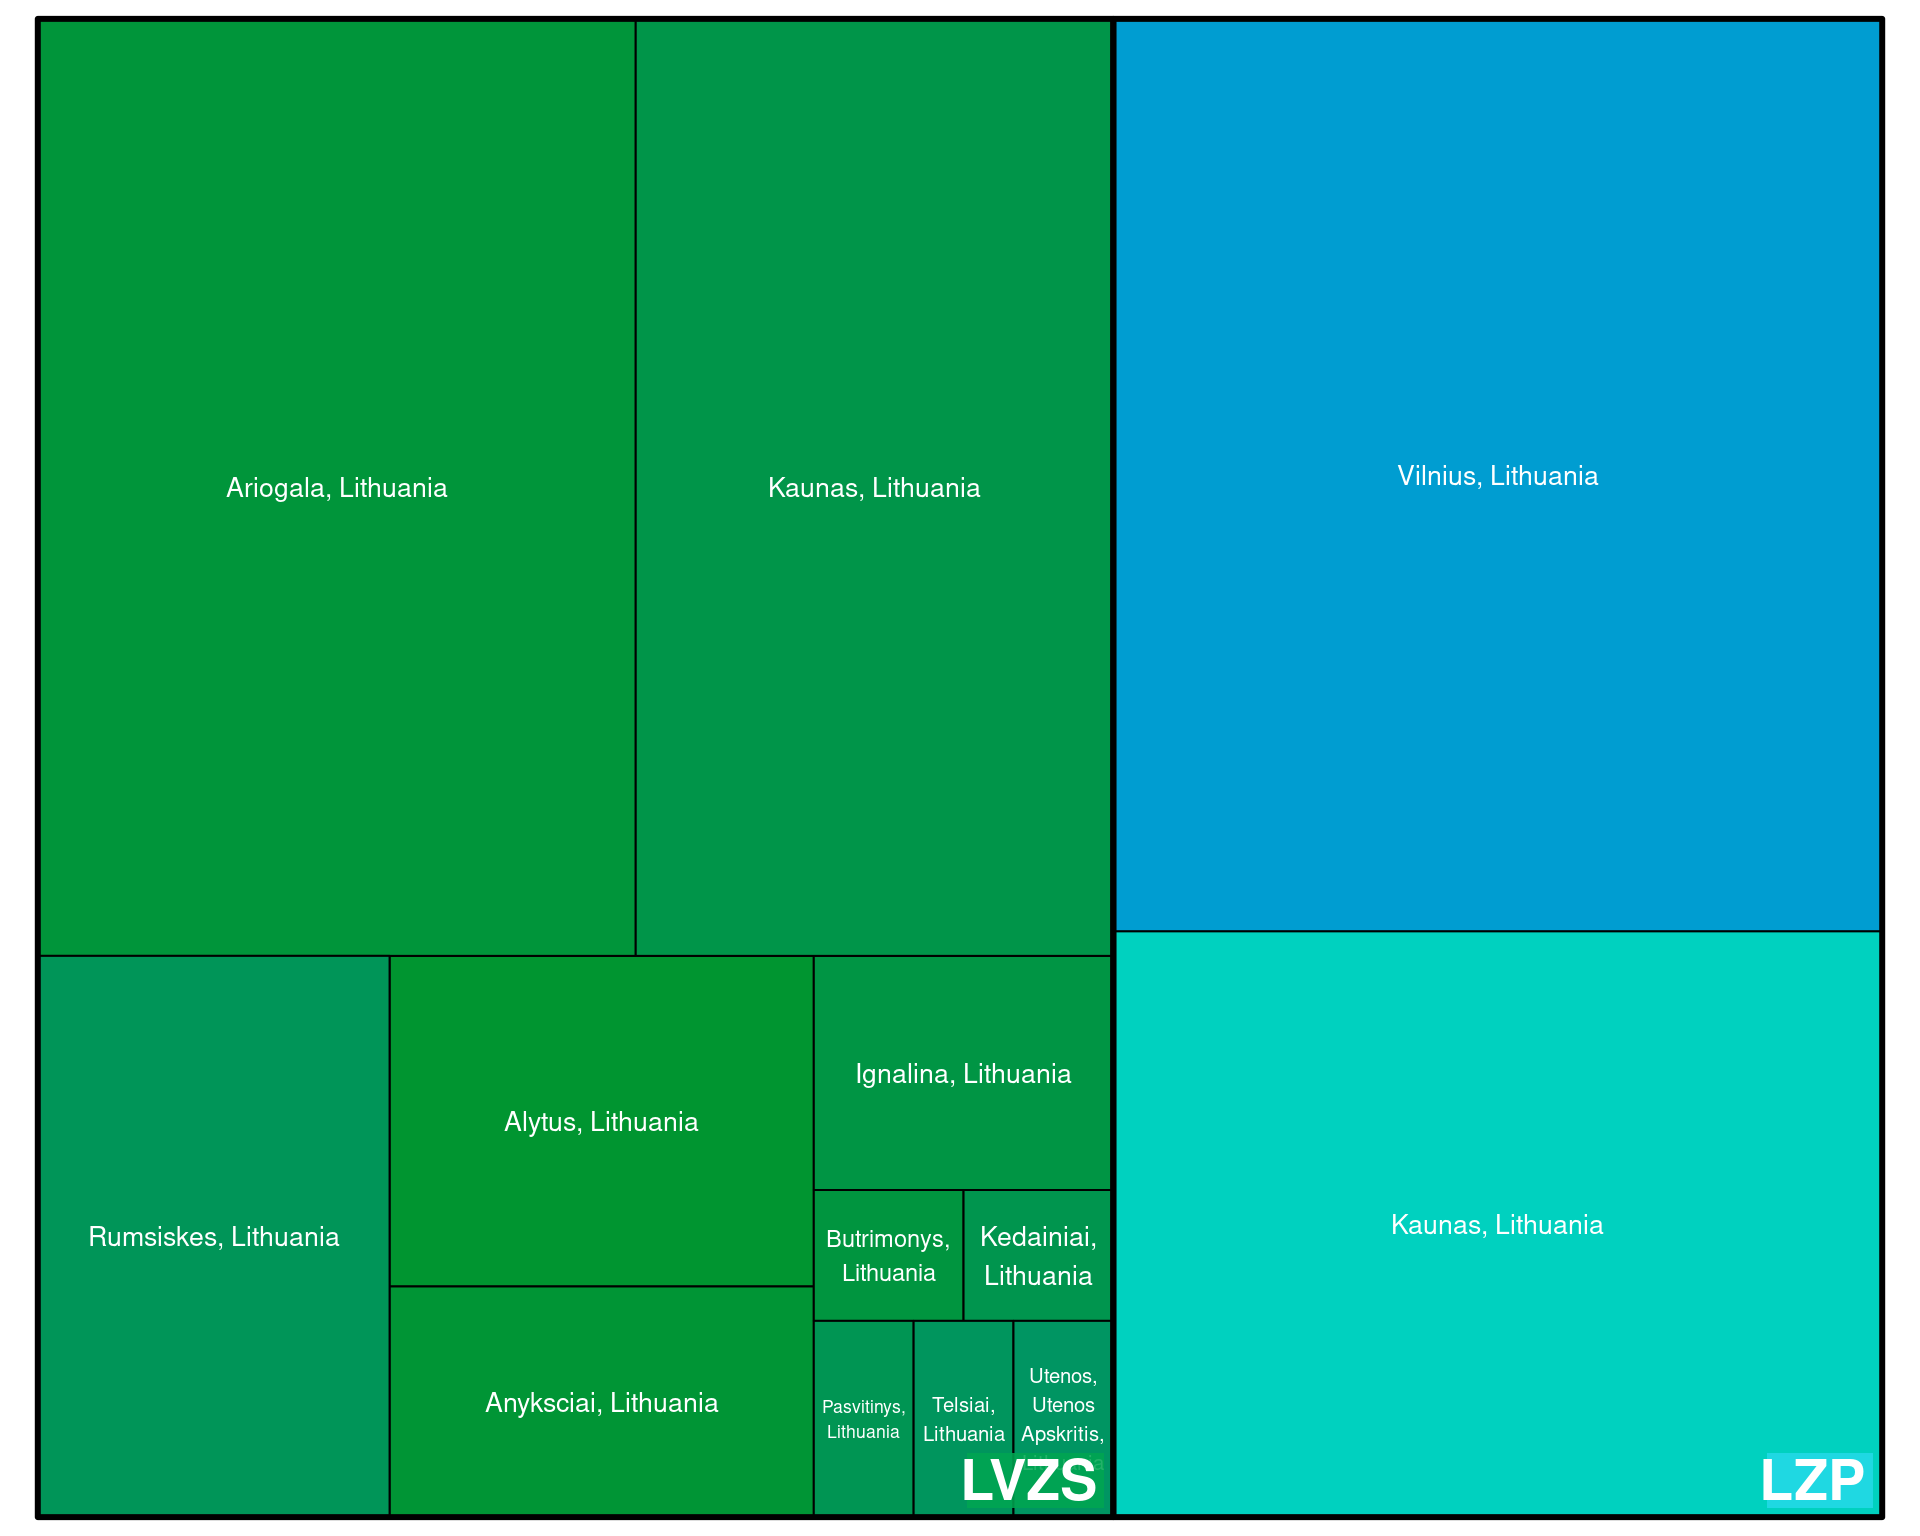 Ariogala, Lithuania
Kaunas, Lithuania
Vilnius, Lithuania
Rumsiskes, Lithuania
Alytus, Lithuania
Anyksciai, Lithuania
Ignalina, Lithuania
Butrimonys,
Lithuania
Kedainiai,
Lithuania
Pasvitinys,
Lithuania
Telsiai,
Lithuania
Utenos,
Utenos
Apskritis,
LVZS
Kaunas, Lithuania
LZP